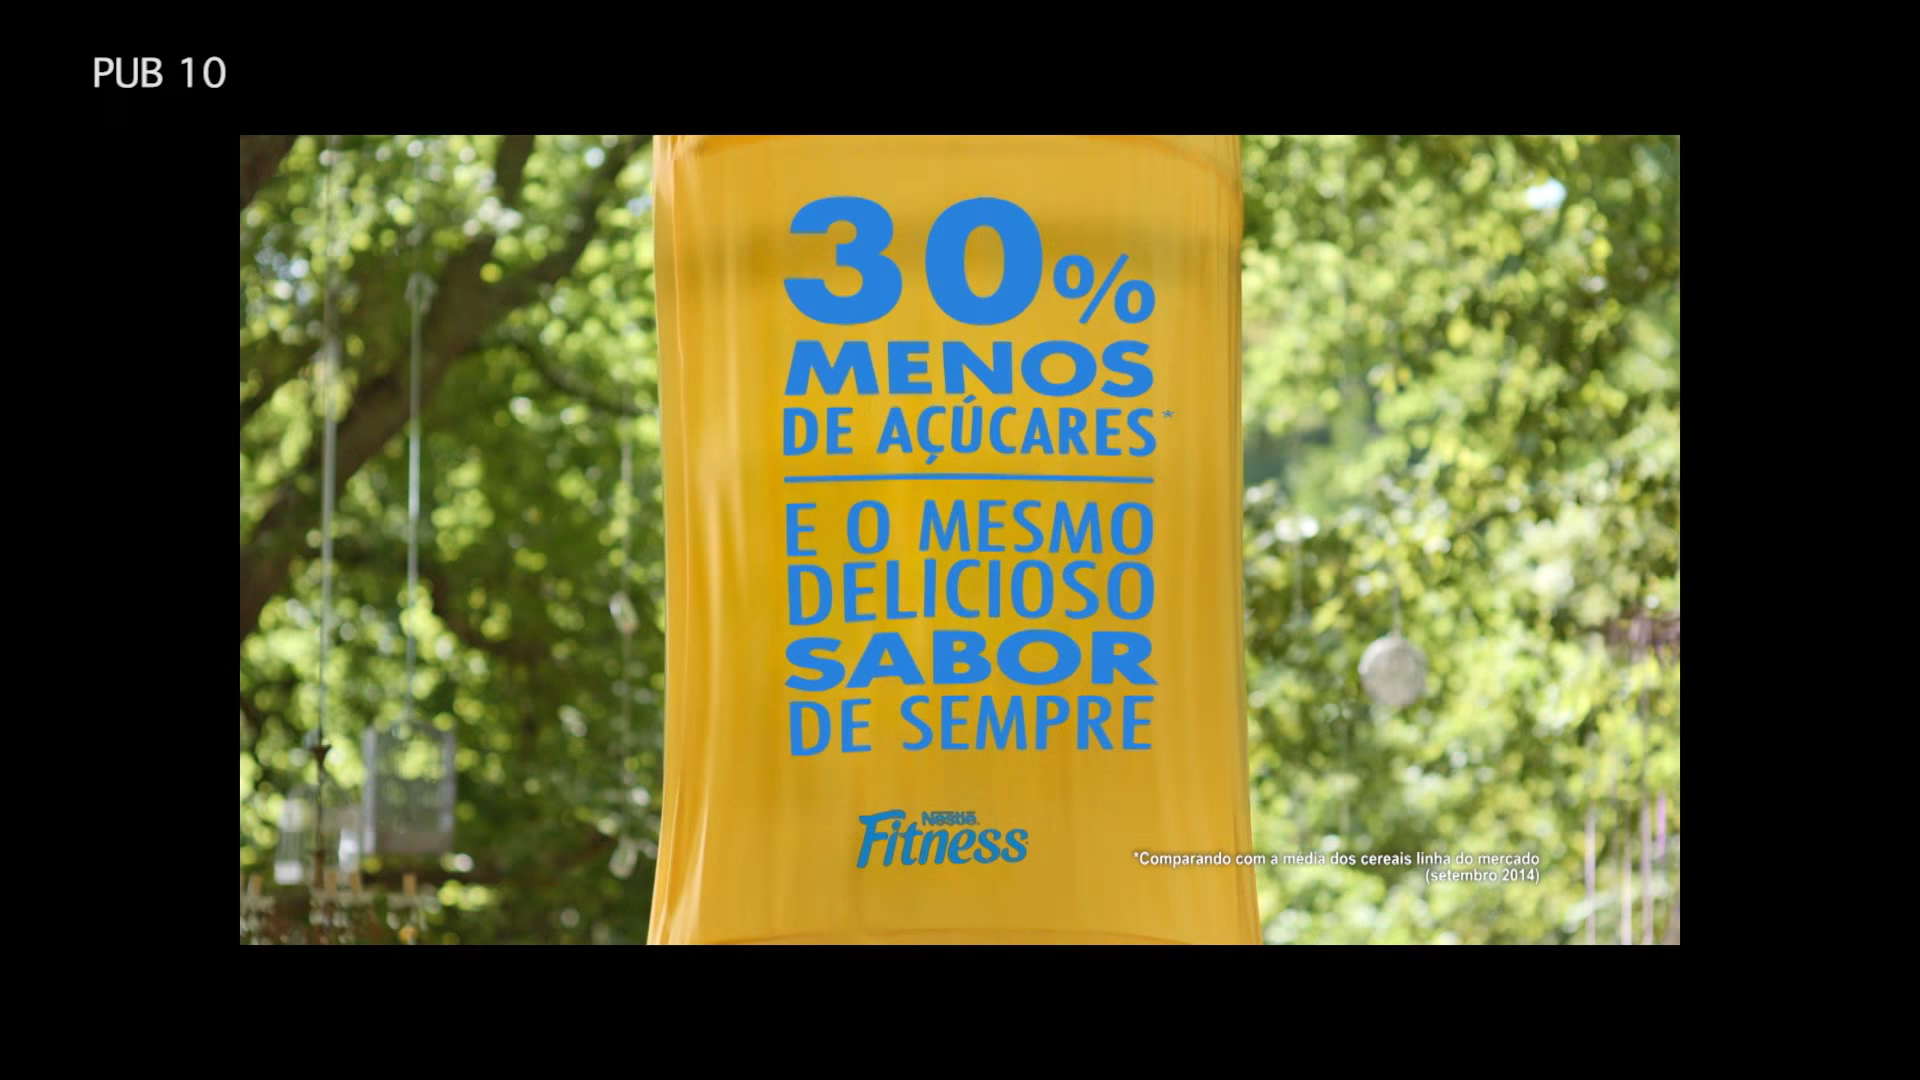 PUB 10
30%
MENOS
DE AÇÚCARES*
E O MESMO
DELICIOSO
SABOR
DE SEMPRE
Nestlé.
Fitness
*Comparando com a média dos cereais linha do mercado
(setembro 2014)